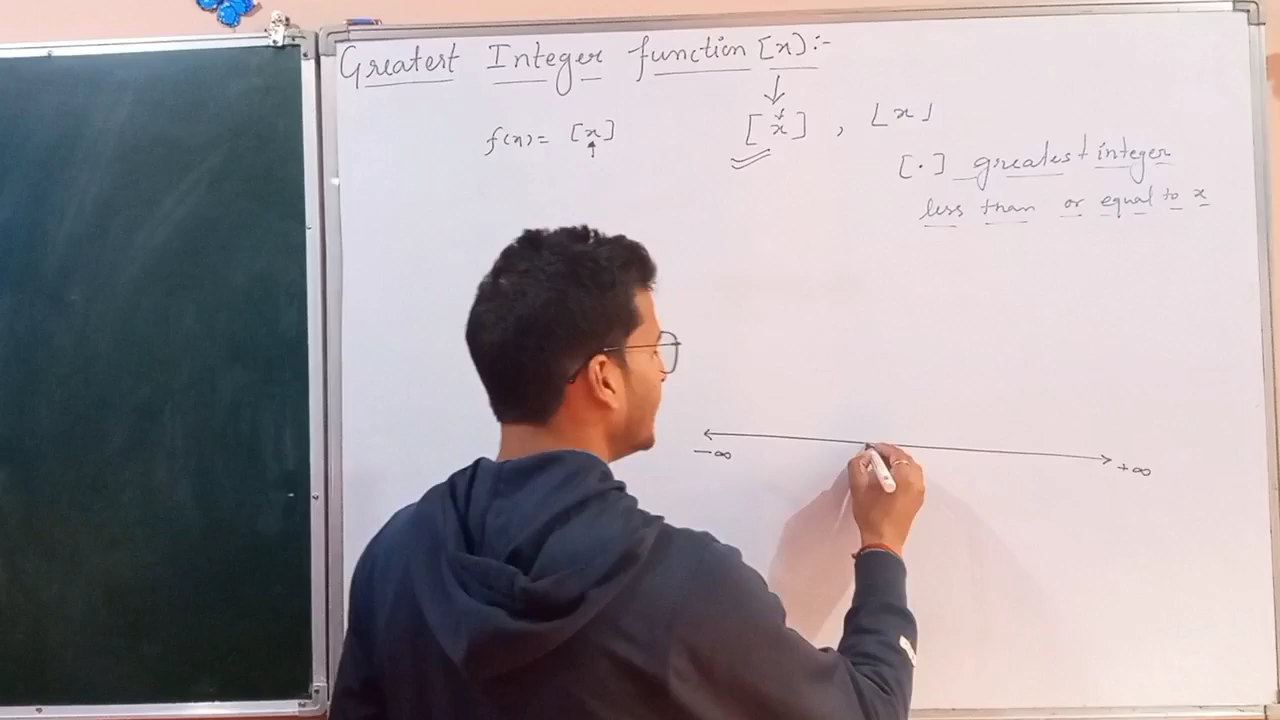 Greatest Integer function [x]:-
f(x)= [x] [x] , ⌊x⌋
[.] greatest integer
less than or equal to x
-∞ +∞